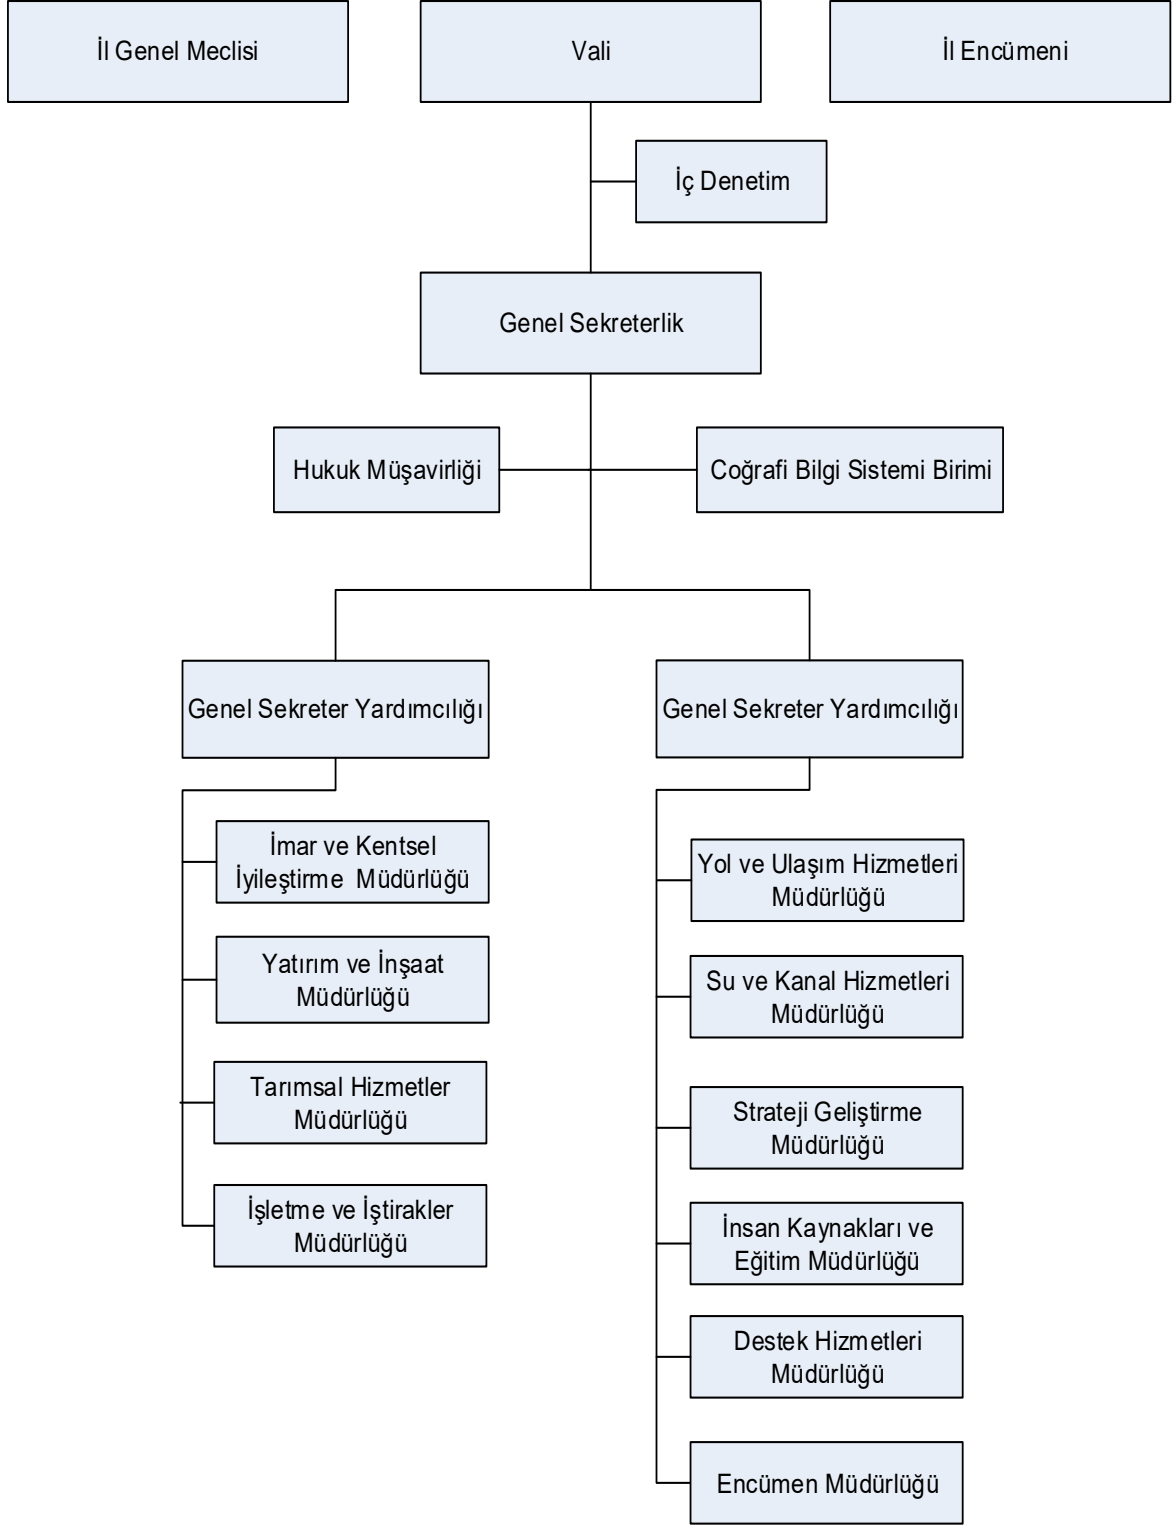 İl Genel Meclisi
Vali
İl Encümeni
İç Denetim
Genel Sekreterlik
Hukuk Müşavirliği
Coğrafi Bilgi Sistemi Birimi
Genel Sekreter Yardımcılığı
Genel Sekreter Yardımcılığı
İmar ve Kentsel
İyileştirme Müdürlüğü
Yatırım ve İnşaat
Müdürlüğü
Tarımsal Hizmetler
Müdürlüğü
İşletme ve İştirakler
Müdürlüğü
Yol ve Ulaşım Hizmetleri
Müdürlüğü
Su ve Kanal Hizmetleri
Müdürlüğü
Strateji Geliştirme
Müdürlüğü
İnsan Kaynakları ve
Eğitim Müdürlüğü
Destek Hizmetleri
Müdürlüğü
Encümen Müdürlüğü